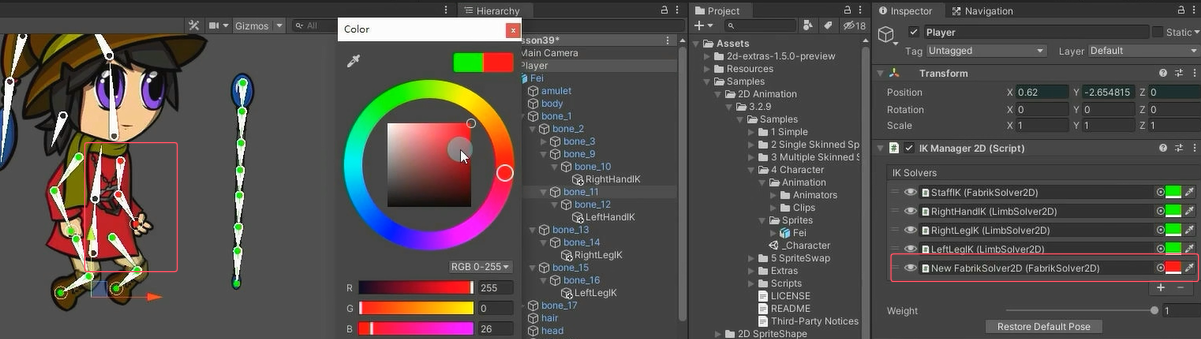 Gizmos
All
Color
RGB 0-255
R 255
G 0
B 26
Hierarchy
sson39*
Main Camera
Player
Fei
amulet
body
bone_1
bone_2
bone_3
bone_9
bone_10
RightHandIK
bone_11
bone_12
LeftHandIK
bone_13
bone_14
RightLegIK
bone_15
bone_16
LeftLegIK
bone_17
hair
head
Project
18
Assets
2d-extras-1.5.0-preview
Resources
Samples
2D Animation
3.2.9
Samples
1 Simple
2 Single Skinned Sp
3 Multiple Skinned S
4 Character
Animation
Animators
Clips
Sprites
Fei
_Character
5 SpriteSwap
Extras
Scripts
LICENSE
README
Third-Party Notices
2D SpriteShape
Inspector
Navigation
Player
Static
Tag Untagged Layer Default
Transform
Position X 0.62 Y -2.654815 Z 0
Rotation X 0 Y 0 Z 0
Scale X 1 Y 1 Z 1
IK Manager 2D (Script)
IK Solvers
StaffIK (FabrikSolver2D)
RightHandIK (LimbSolver2D)
RightLegIK (LimbSolver2D)
LeftLegIK (LimbSolver2D)
New FabrikSolver2D (FabrikSolver2D)
Weight 1
Restore Default Pose